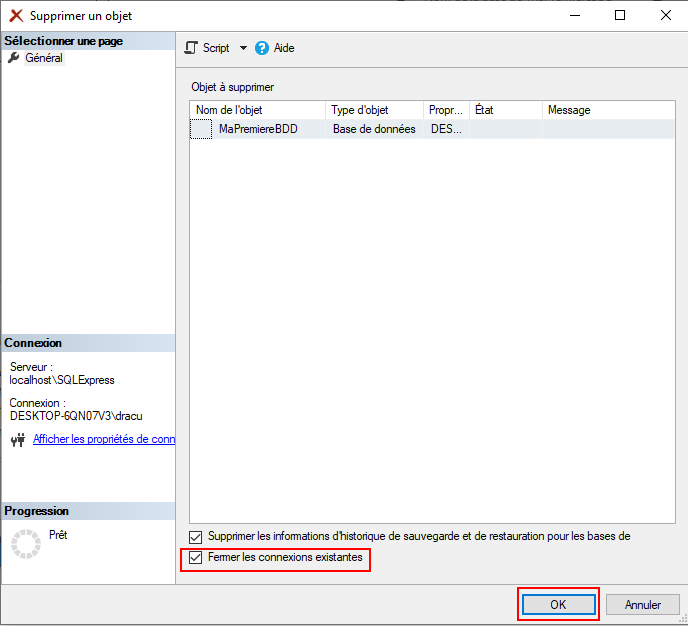 Supprimer un objet
Sélectionner une page
Général
Script
Aide
Objet à supprimer
Nom de l'objet Type d'objet Propr... État Message
MaPremiereBDD Base de données DES...
Connexion
Serveur :
localhost\SQLExpress
Connexion :
DESKTOP-6QN07V3\dracu
Afficher les propriétés de conn
Progression
Prêt
Supprimer les informations d'historique de sauvegarde et de restauration pour les bases de
Fermer les connexions existantes
OK
Annuler